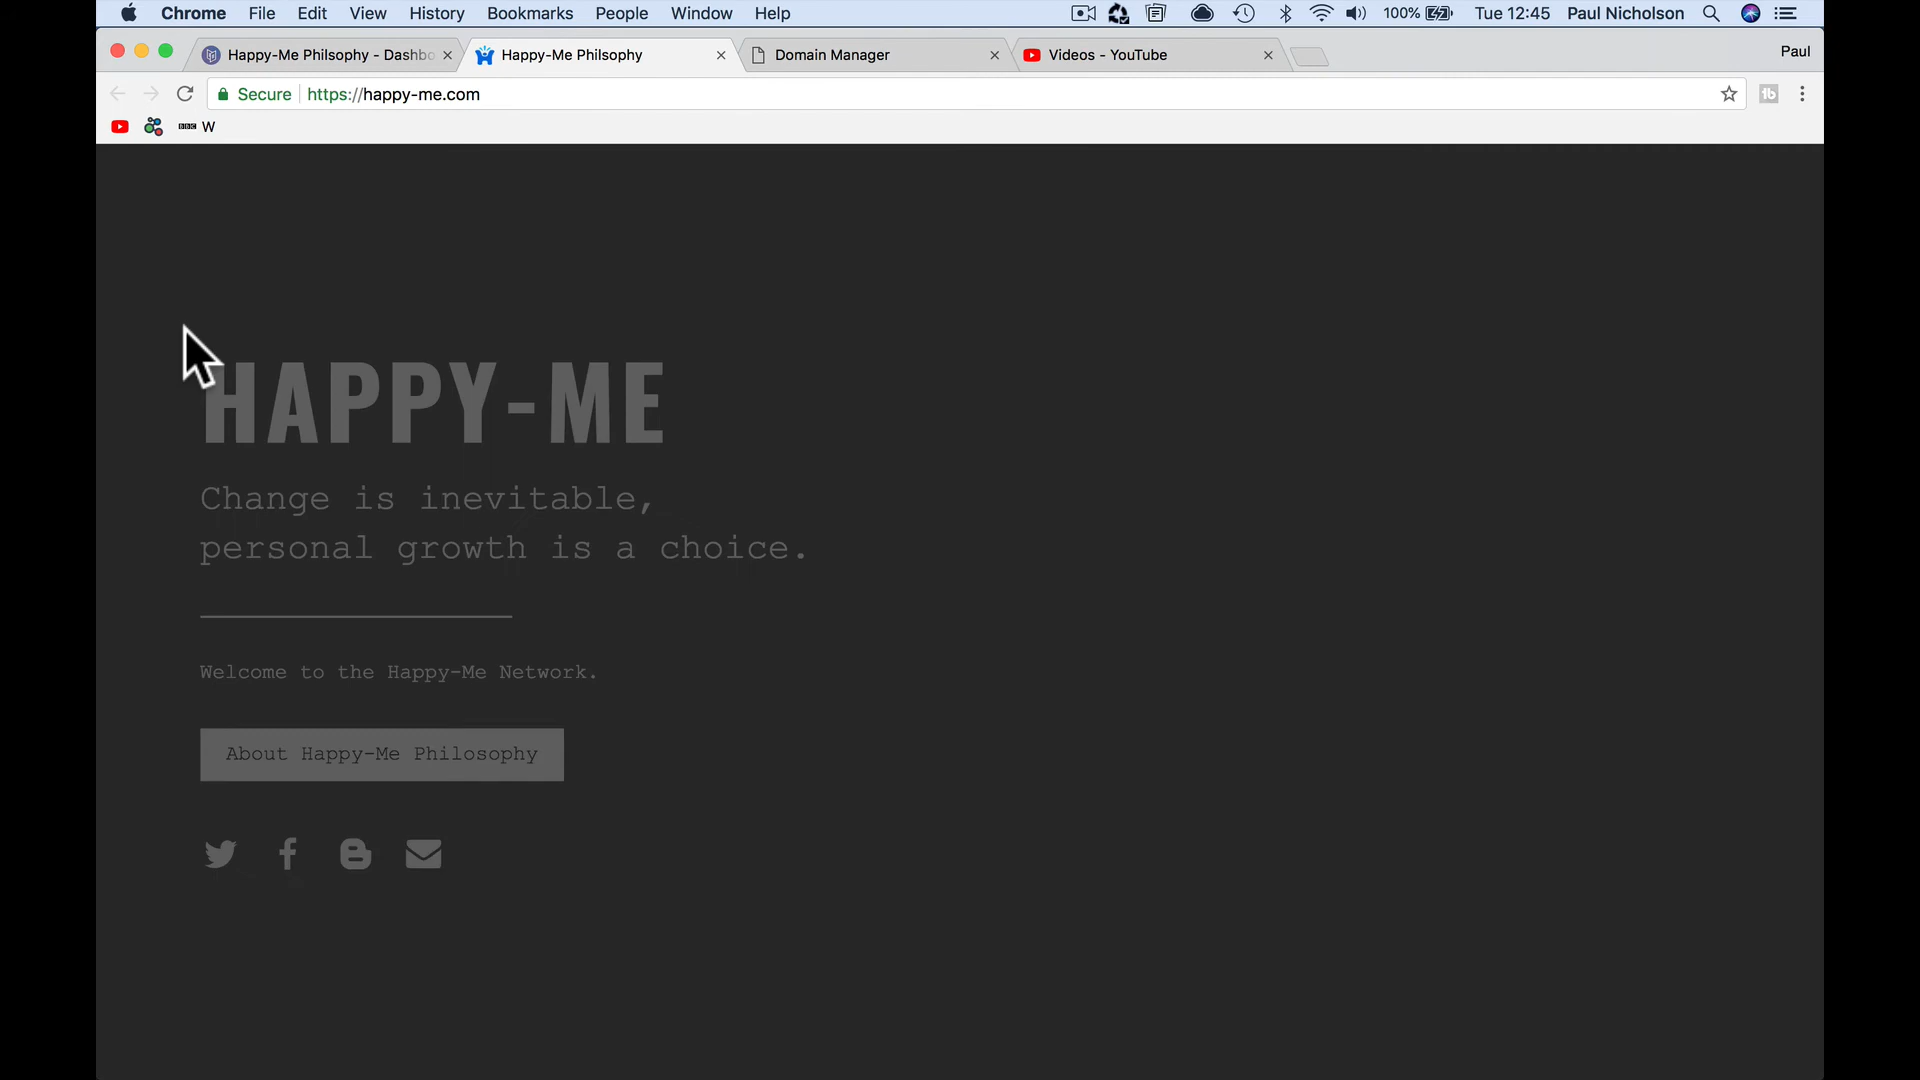 Chrome File Edit View History Bookmarks People Window Help 100% Tue 12:45 Paul Nicholson
Happy-Me Philsophy - Dashbo Happy-Me Philsophy Domain Manager Videos - YouTube Paul
Secure https://happy-me.com
BBC W
HAPPY-ME
Change is inevitable,
personal growth is a choice.
Welcome to the Happy-Me Network.
About Happy-Me Philosophy